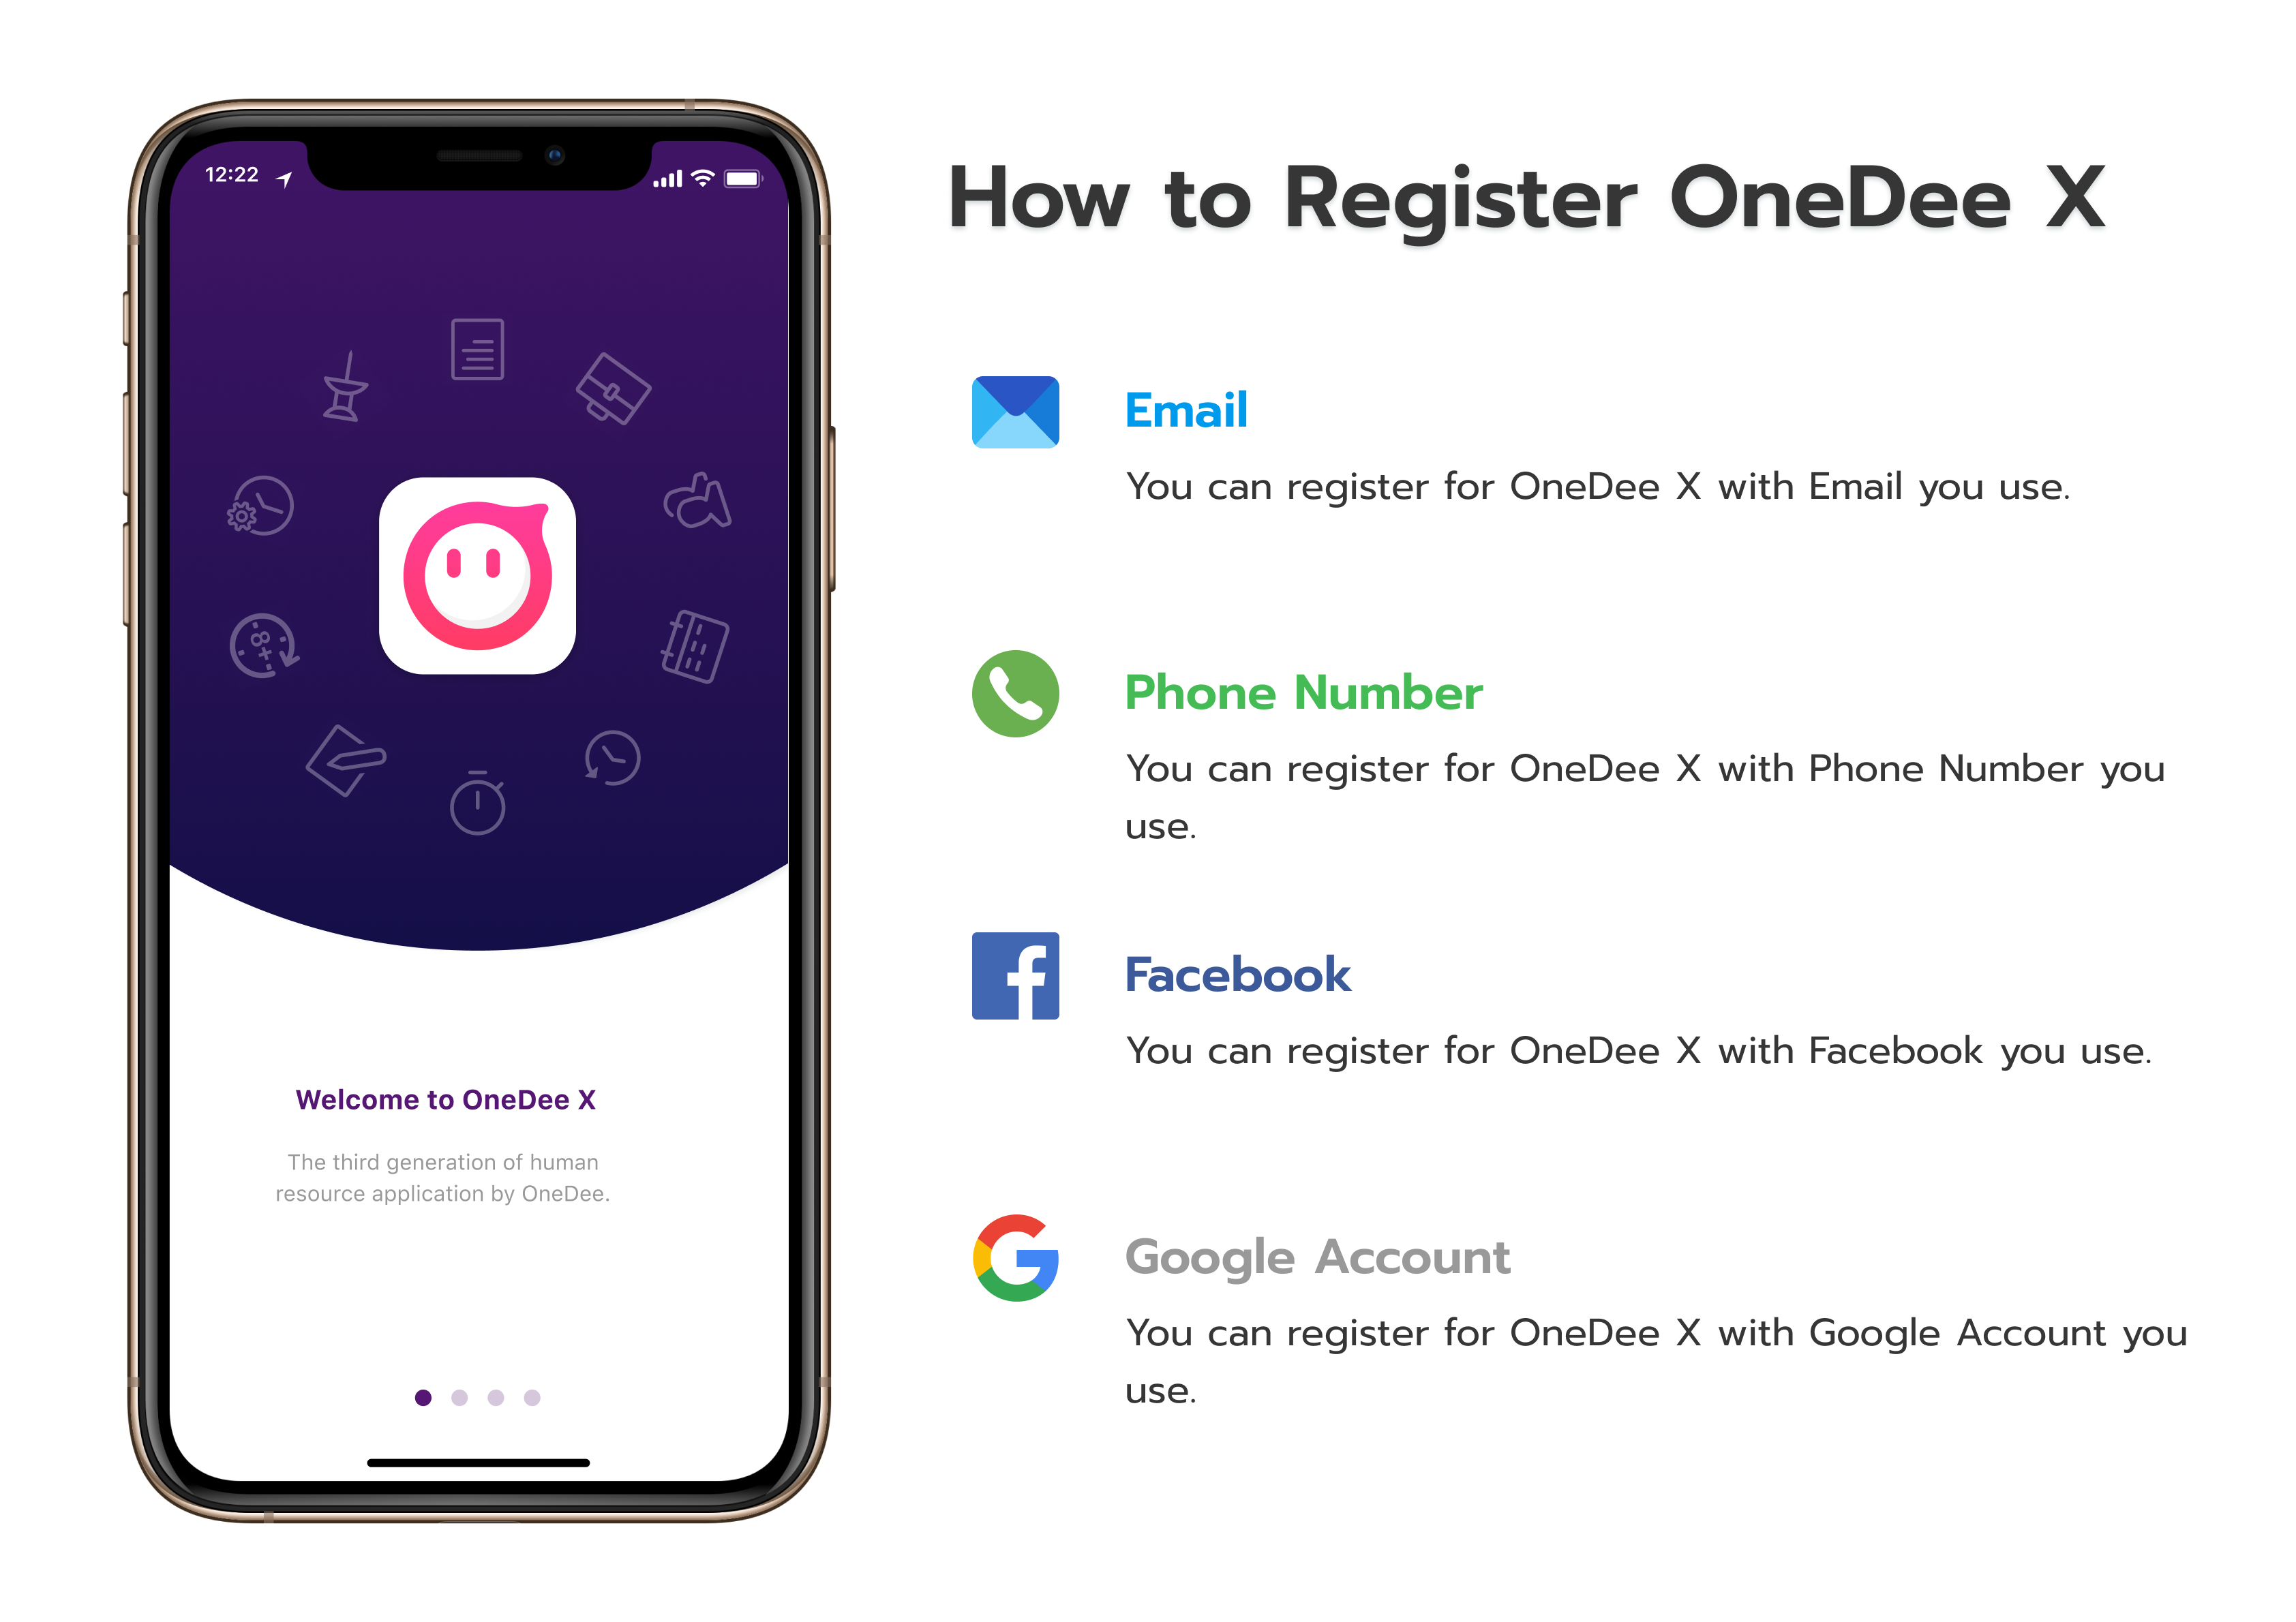 12:22
Welcome to OneDee X
The third generation of human
resource application by OneDee.
How to Register OneDee X
Email
You can register for OneDee X with Email you use.
Phone Number
You can register for OneDee X with Phone Number you
use.
Facebook
You can register for OneDee X with Facebook you use.
Google Account
You can register for OneDee X with Google Account you
use.